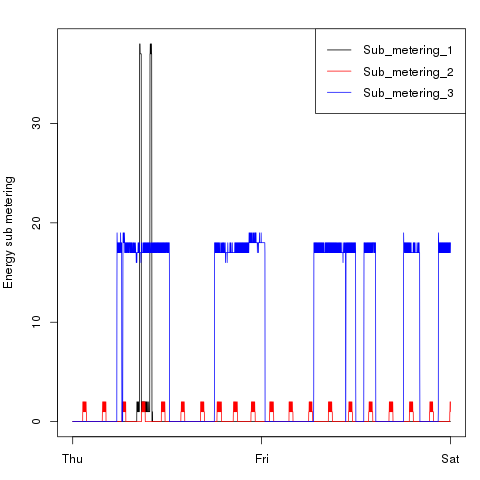 Sub_metering_1
Sub_metering_2
Sub_metering_3
Energy sub metering
30
20
10
0
Thu Fri Sat